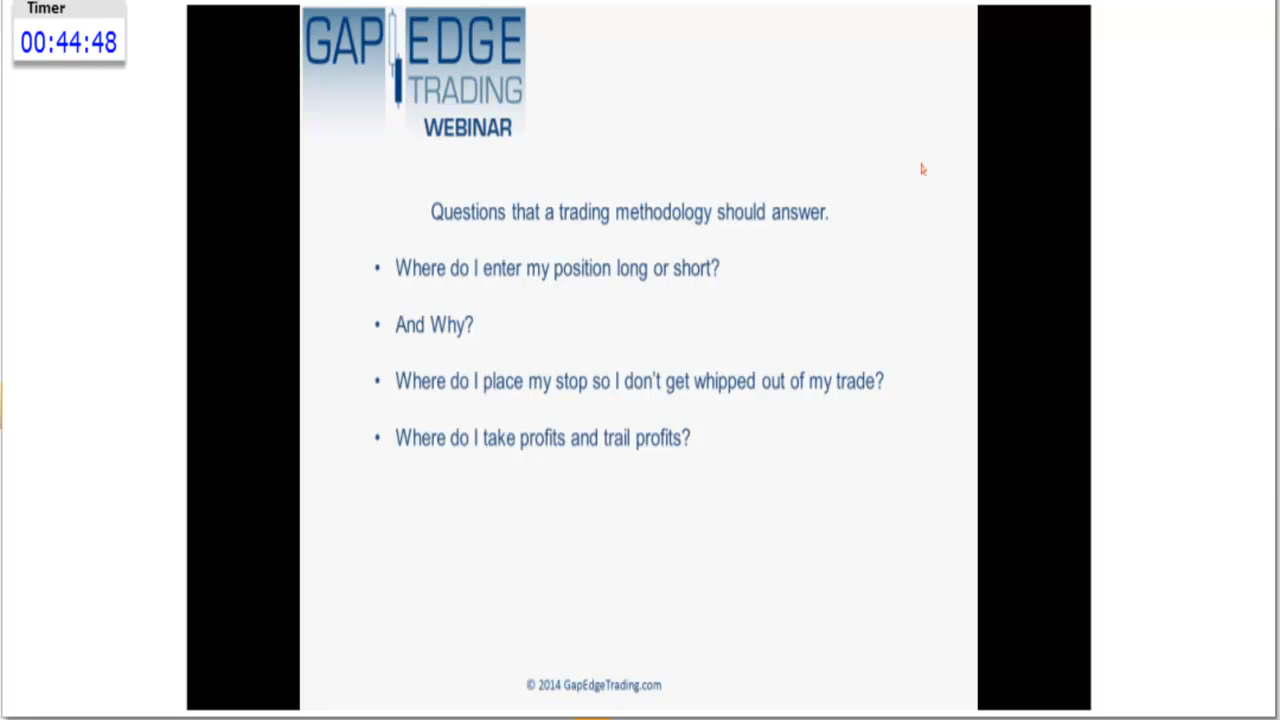 Timer
00:44:48
GAP EDGE
TRADING
WEBINAR
Questions that a trading methodology should answer.
• Where do I enter my position long or short?
• And Why?
• Where do I place my stop so I don't get whipped out of my trade?
• Where do I take profits and trail profits?
© 2014 GapEdgeTrading.com